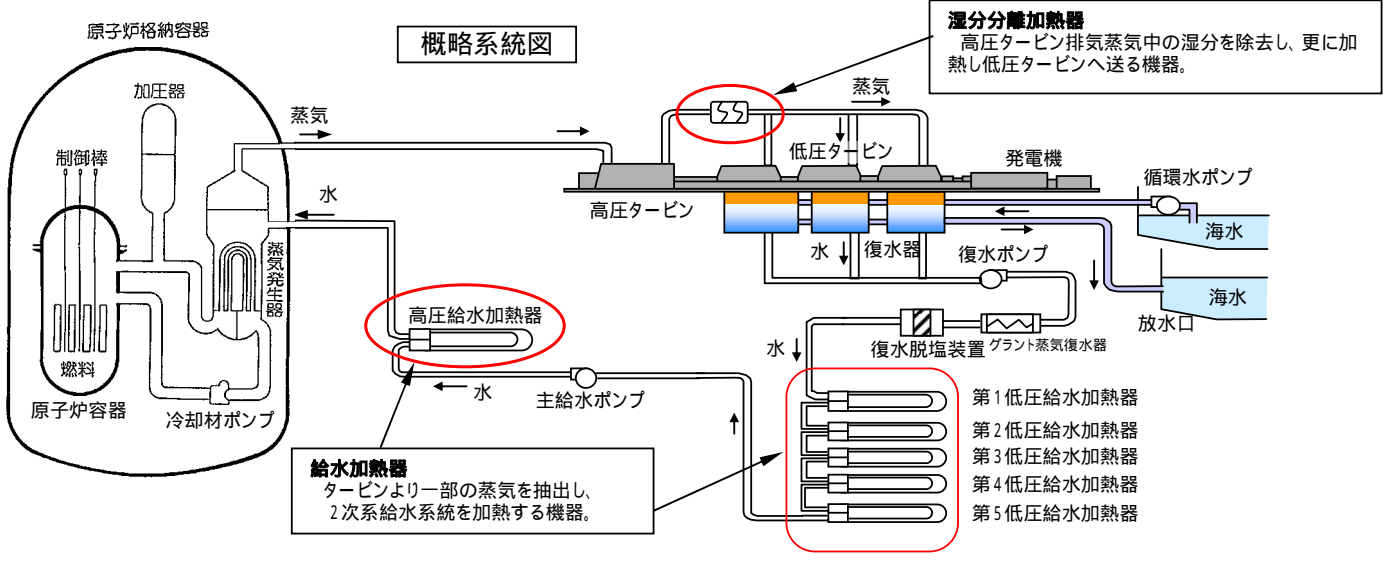 原子炉格納容器
概略系統図
湿分分離加熱器
高圧タービン排気蒸気中の湿分を除去し、更に加
熱し低圧タービンへ送る機器。
加圧器
蒸気
蒸気
制御棒
低圧タービン
発電機
循環水ポンプ
水
高圧タービン
海水
蒸気発生器
水
復水器
復水ポンプ
海水
放水口
高圧給水加熱器
水
復水脱塩装置
グラント蒸気復水器
燃料
原子炉容器
冷却材ポンプ
水
主給水ポンプ
第1低圧給水加熱器
第2低圧給水加熱器
第3低圧給水加熱器
第4低圧給水加熱器
第5低圧給水加熱器
給水加熱器
タービンより一部の蒸気を抽出し、
2次系給水系統を加熱する機器。